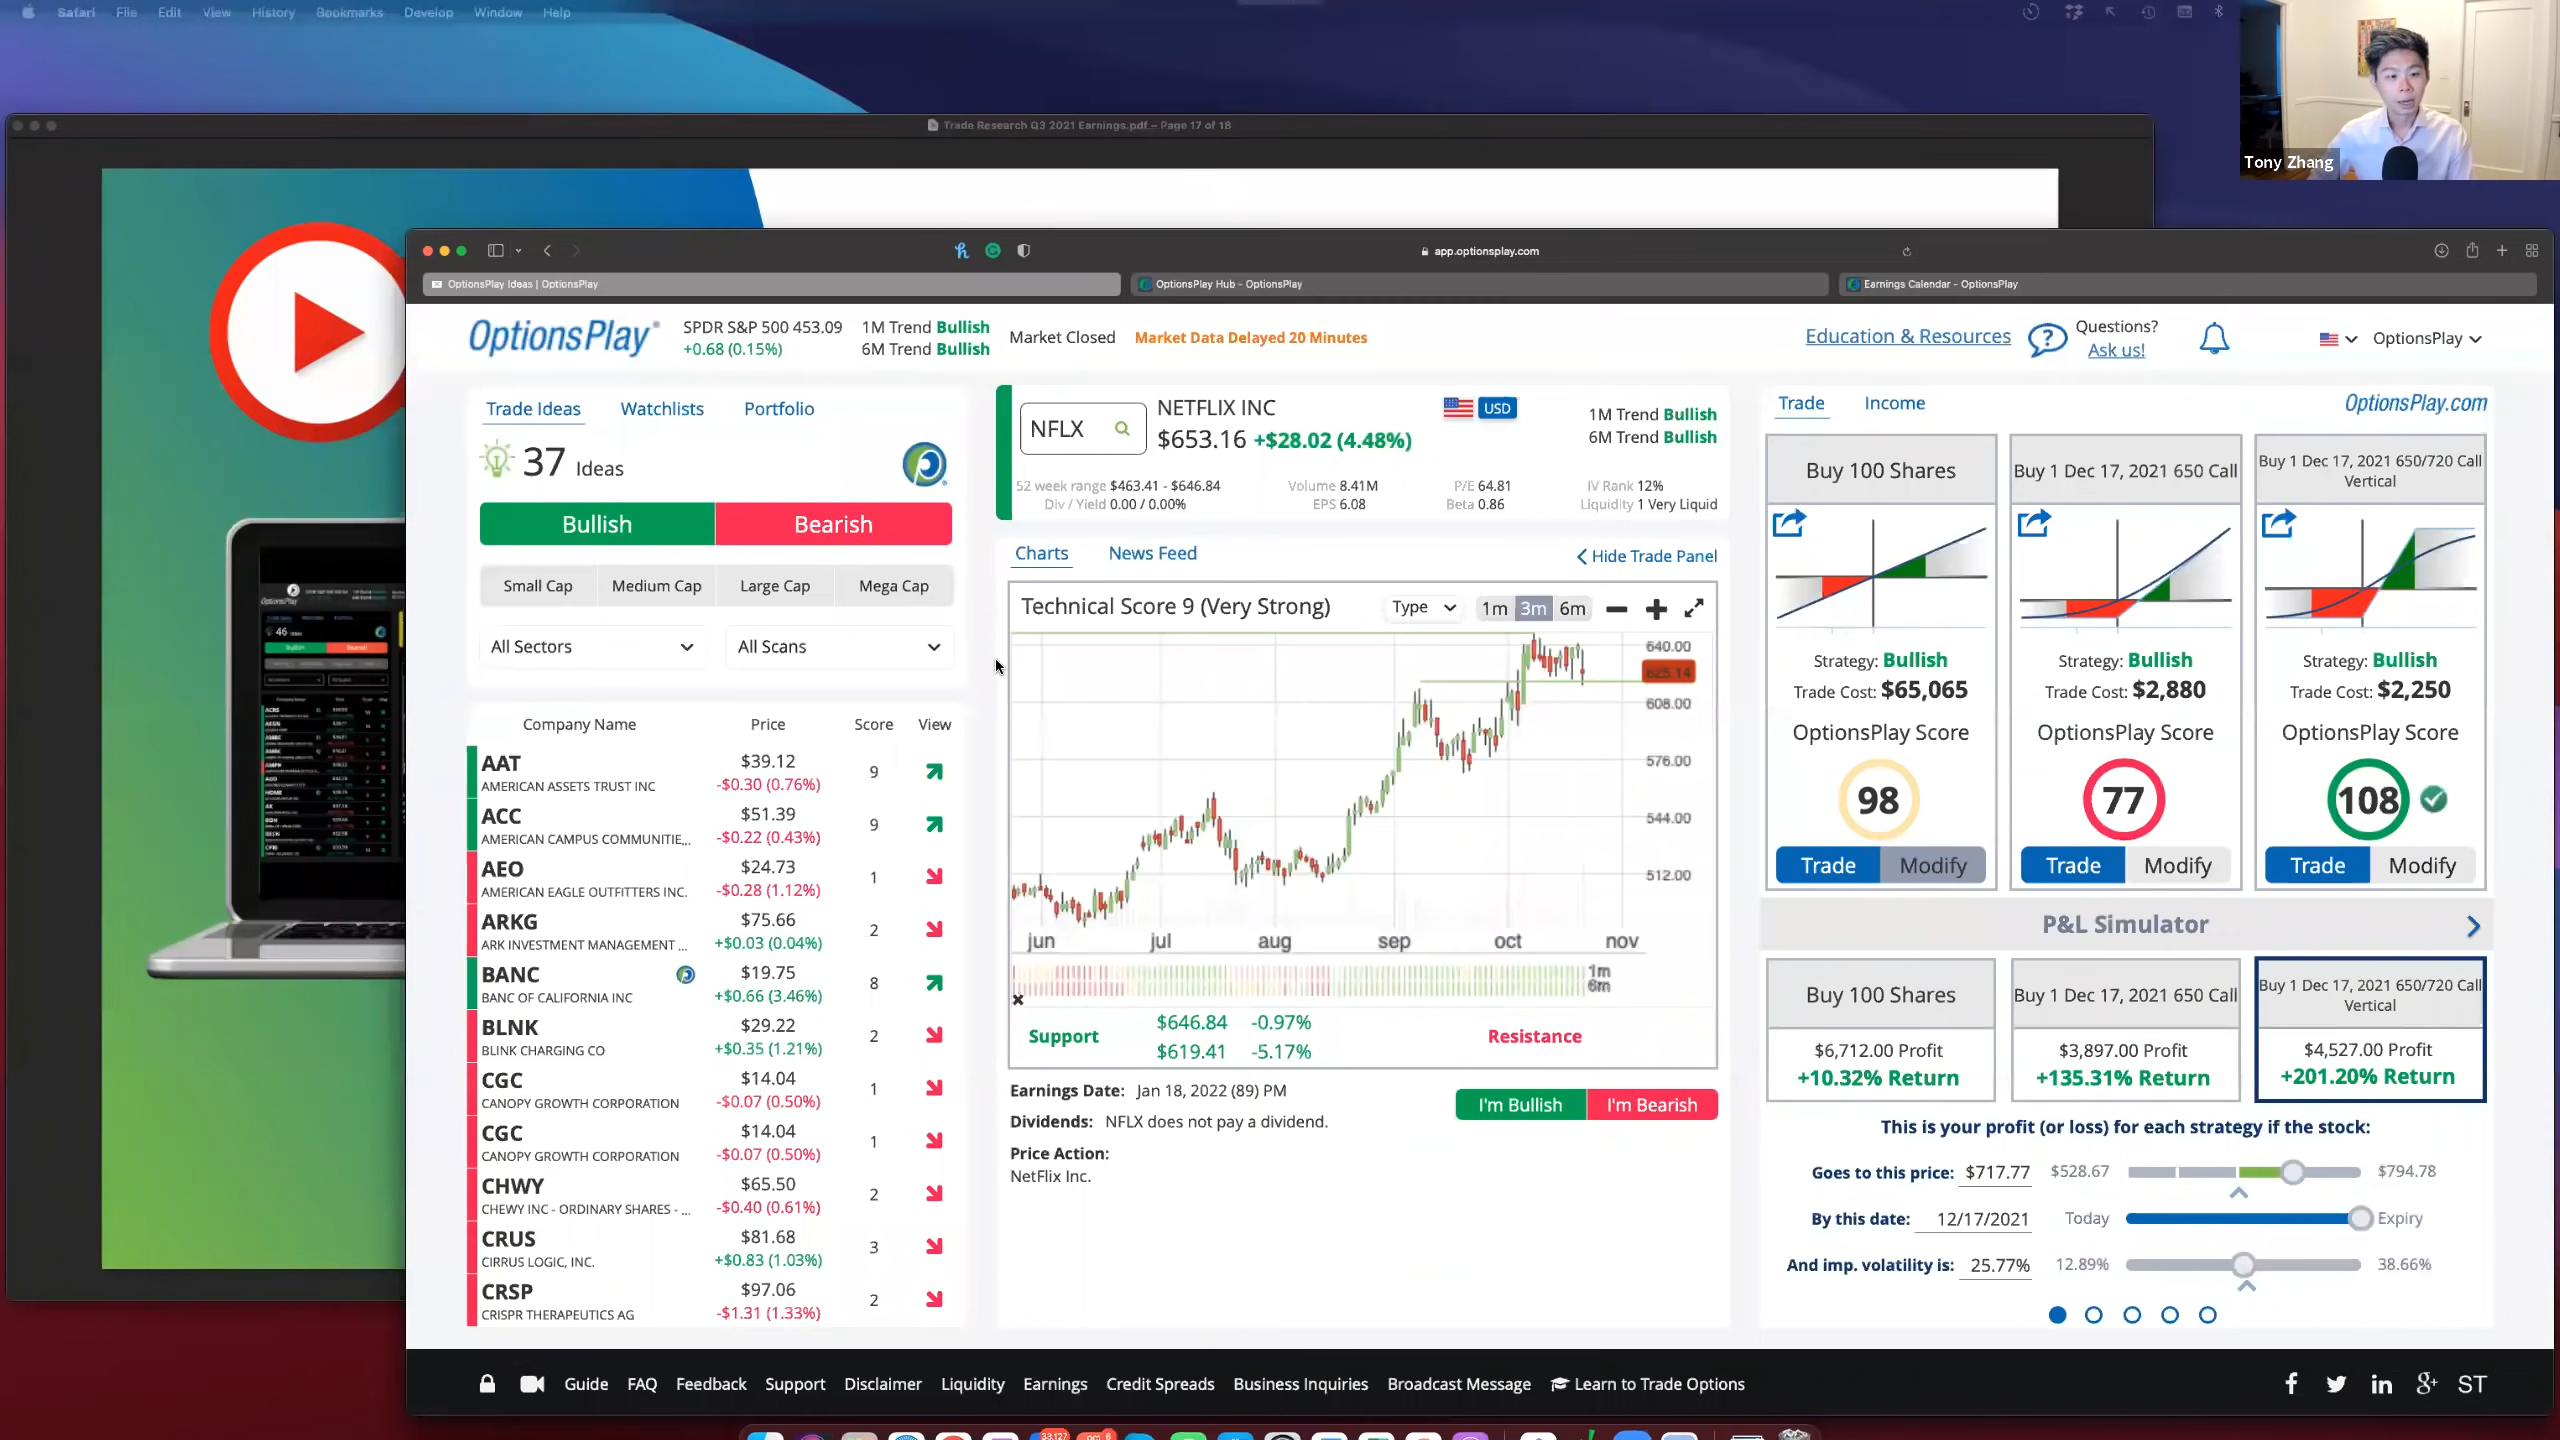 Safari File Edit View History Bookmarks Develop Window Help
Tony Zhang
Trade Research Q3 2021 Earnings.pdf – Page 17 of 18
app.optionsplay.com
OptionsPlay Ideas | OptionsPlay
OptionsPlay Hub - OptionsPlay
Earnings Calendar - OptionsPlay
OptionsPlay
SPDR S&P 500 453.09
+0.68 (0.15%)
1M Trend Bullish
6M Trend Bullish
Market Closed
Market Data Delayed 20 Minutes
Education & Resources
Questions?
Ask us!
OptionsPlay
Trade Ideas Watchlists Portfolio
37 Ideas
Bullish Bearish
Small Cap Medium Cap Large Cap Mega Cap
All Sectors All Scans
Company Name Price Score View
AAT $39.12 9
AMERICAN ASSETS TRUST INC -$0.30 (0.76%)
ACC $51.39 9
AMERICAN CAMPUS COMMUNITIE... -$0.22 (0.43%)
AEO $24.73 1
AMERICAN EAGLE OUTFITTERS INC. -$0.28 (1.12%)
ARKG $75.66 2
ARK INVESTMENT MANAGEMENT ... +$0.03 (0.04%)
BANC $19.75 8
BANC OF CALIFORNIA INC +$0.66 (3.46%)
BLNK $29.22 2
BLINK CHARGING CO +$0.35 (1.21%)
CGC $14.04 1
CANOPY GROWTH CORPORATION -$0.07 (0.50%)
CGC $14.04 1
CANOPY GROWTH CORPORATION -$0.07 (0.50%)
CHWY $65.50 2
CHEWY INC - ORDINARY SHARES - ... -$0.40 (0.61%)
CRUS $81.68 3
CIRRUS LOGIC, INC. +$0.83 (1.03%)
CRSP $97.06 2
CRISPR THERAPEUTICS AG -$1.31 (1.33%)
NFLX
NETFLIX INC
USD
$653.16 +$28.02 (4.48%)
1M Trend Bullish
6M Trend Bullish
52 week range $463.41 - $646.84 Volume 8.41M P/E 64.81 IV Rank 12%
Div / Yield 0.00 / 0.00% EPS 6.08 Beta 0.86 Liquidity 1 Very Liquid
Charts News Feed Hide Trade Panel
Technical Score 9 (Very Strong) Type 1m 3m 6m
640.00
625.14
608.00
576.00
544.00
512.00
jun jul aug sep oct nov
1m
6m
Support $646.84 -0.97% Resistance
$619.41 -5.17%
Earnings Date: Jan 18, 2022 (89) PM
I'm Bullish I'm Bearish
Dividends: NFLX does not pay a dividend.
Price Action:
NetFlix Inc.
Trade Income OptionsPlay.com
Buy 100 Shares
Strategy: Bullish
Trade Cost: $65,065
OptionsPlay Score
98
Trade Modify
Buy 1 Dec 17, 2021 650 Call
Strategy: Bullish
Trade Cost: $2,880
OptionsPlay Score
77
Trade Modify
Buy 1 Dec 17, 2021 650/720 Call
Vertical
Strategy: Bullish
Trade Cost: $2,250
OptionsPlay Score
108
Trade Modify
P&L Simulator
Buy 100 Shares
$6,712.00 Profit
+10.32% Return
Buy 1 Dec 17, 2021 650 Call
$3,897.00 Profit
+135.31% Return
Buy 1 Dec 17, 2021 650/720 Call
Vertical
$4,527.00 Profit
+201.20% Return
This is your profit (or loss) for each strategy if the stock:
Goes to this price: $717.77 $528.67 $794.78
By this date: 12/17/2021 Today Expiry
And imp. volatility is: 25.77% 12.89% 38.66%
Guide FAQ Feedback Support Disclaimer Liquidity Earnings Credit Spreads Business Inquiries Broadcast Message Learn to Trade Options
ST
33,127